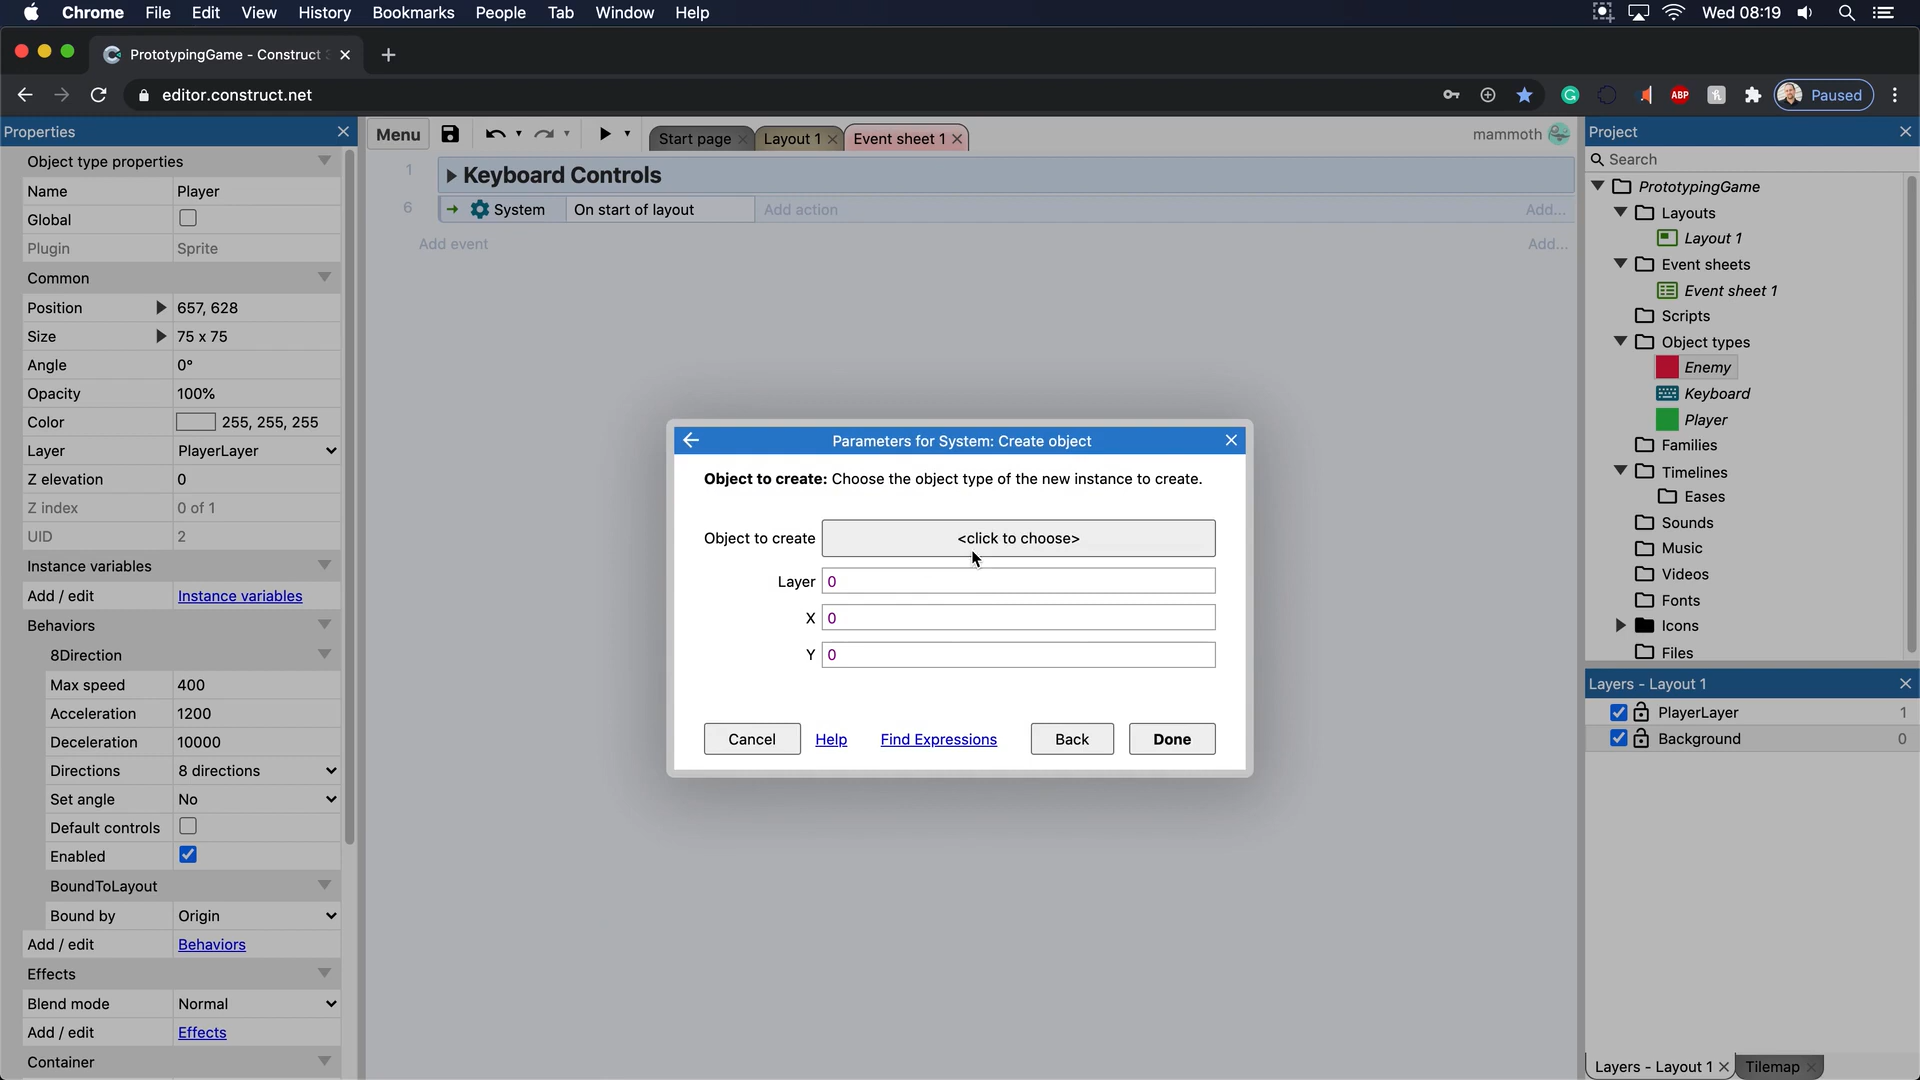 Chrome File Edit View History Bookmarks People Tab Window Help Wed 08:19
PrototypingGame - Construct 3
editor.construct.net ABP Paused
Properties
Object type properties
Name Player
Global
Plugin Sprite
Common
Position 657, 628
Size 75 x 75
Angle 0°
Opacity 100%
Color 255, 255, 255
Layer PlayerLayer
Z elevation 0
Z index 0 of 1
UID 2
Instance variables
Add / edit Instance variables
Behaviors
8Direction
Max speed 400
Acceleration 1200
Deceleration 10000
Directions 8 directions
Set angle No
Default controls
Enabled
BoundToLayout
Bound by Origin
Add / edit Behaviors
Effects
Blend mode Normal
Add / edit Effects
Container
Menu Start page Layout 1 Event sheet 1 mammoth
1 Keyboard Controls
6 System On start of layout Add action Add...
Add event Add...
Parameters for System: Create object
Object to create: Choose the object type of the new instance to create.
Object to create <click to choose>
Layer 0
X 0
Y 0
Cancel Help Find Expressions Back Done
Project
Search
PrototypingGame
Layouts
Layout 1
Event sheets
Event sheet 1
Scripts
Object types
Enemy
Keyboard
Player
Families
Timelines
Eases
Sounds
Music
Videos
Fonts
Icons
Files
Layers - Layout 1
PlayerLayer 1
Background 0
Layers - Layout 1 Tilemap